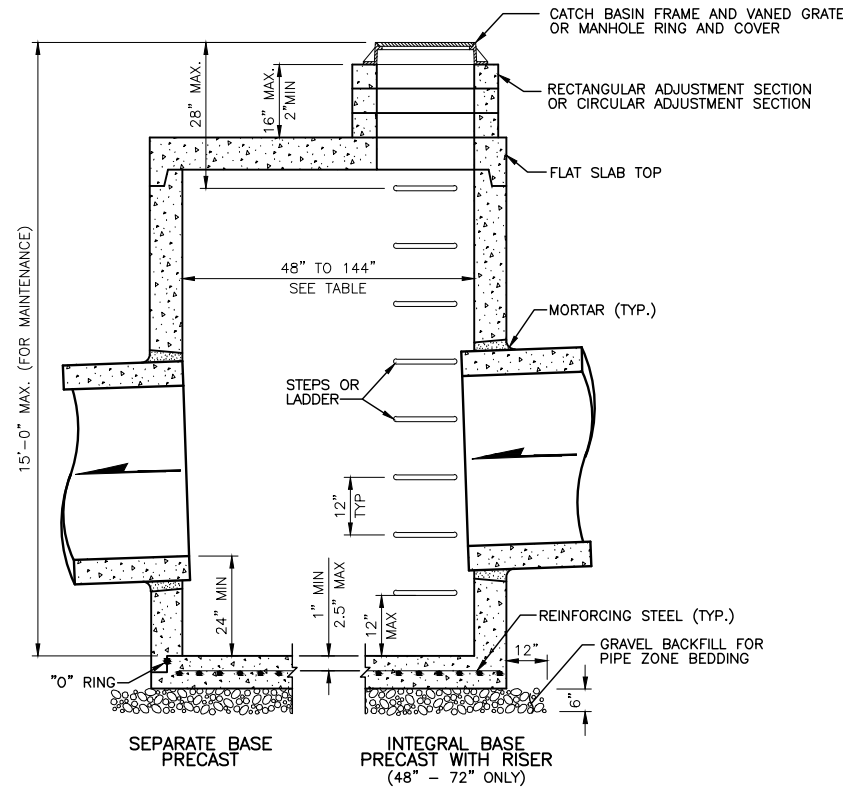 CATCH BASIN FRAME AND VANED GRATE
OR MANHOLE RING AND COVER
28" MAX.
16" MAX.
2"MIN
RECTANGULAR ADJUSTMENT SECTION
OR CIRCULAR ADJUSTMENT SECTION
FLAT SLAB TOP
15'-0" MAX. (FOR MAINTENANCE)
48" TO 144"
SEE TABLE
MORTAR (TYP.)
STEPS OR
LADDER
12"
TYP
24" MIN
1" MIN
2.5" MAX
12"
MAX
REINFORCING STEEL (TYP.)
12"
GRAVEL BACKFILL FOR
PIPE ZONE BEDDING
"O" RING
6"
SEPARATE BASE
PRECAST
INTEGRAL BASE
PRECAST WITH RISER
(48" - 72" ONLY)